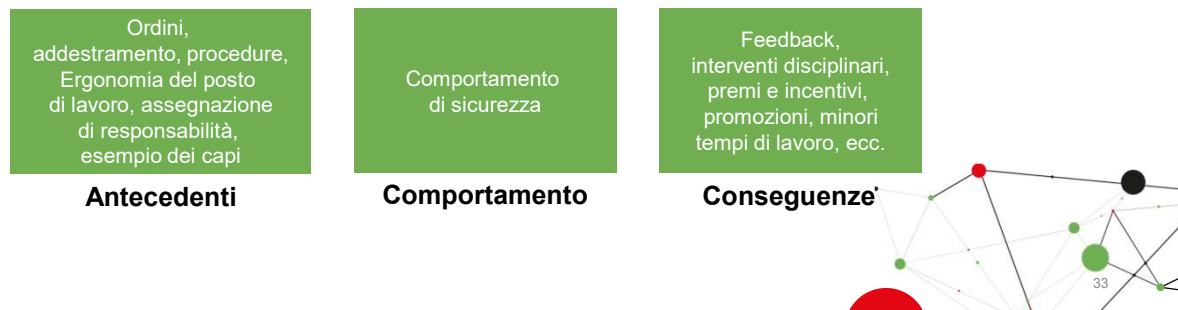 Ordini,
addestramento, procedure,
Ergonomia del posto
di lavoro, assegnazione
di responsabilità,
esempio dei capi
Antecedenti
Comportamento
di sicurezza
Comportamento
Feedback,
interventi disciplinari,
premi e incentivi,
promozioni, minori
tempi di lavoro, ecc.
Conseguenze
33